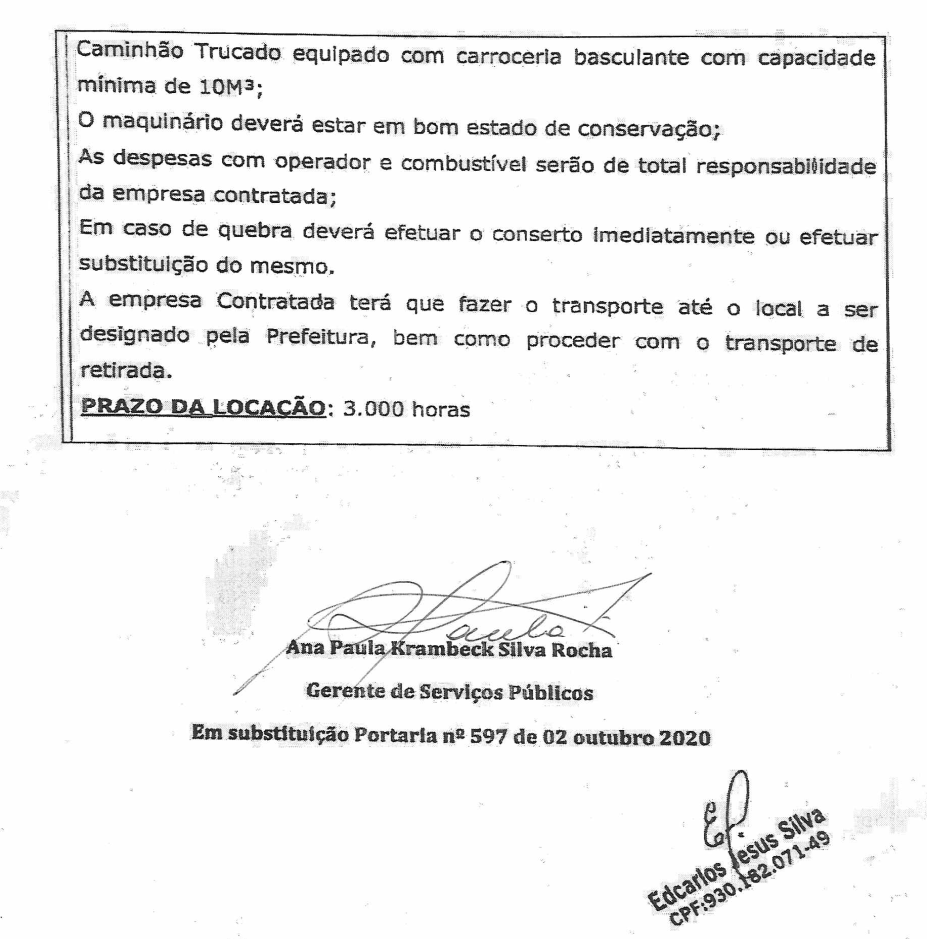 Caminhão Trucado equipado com carroceria basculante com capacidade
mínima de 10M³;
O maquinário deverá estar em bom estado de conservação;
As despesas com operador e combustível serão de total responsabilidade
da empresa contratada;
Em caso de quebra deverá efetuar o conserto imediatamente ou efetuar
substituição do mesmo.
A empresa Contratada terá que fazer o transporte até o local a ser
designado pela Prefeitura, bem como proceder com o transporte de
retirada.
PRAZO DA LOCAÇÃO: 3.000 horas
Paula
Ana Paula Krambeck Silva Rocha
Gerente de Serviços Públicos
Em substituição Portaria nº 597 de 02 outubro 2020
Edcarlos Jesus Silva
CPF:930.182.071-49